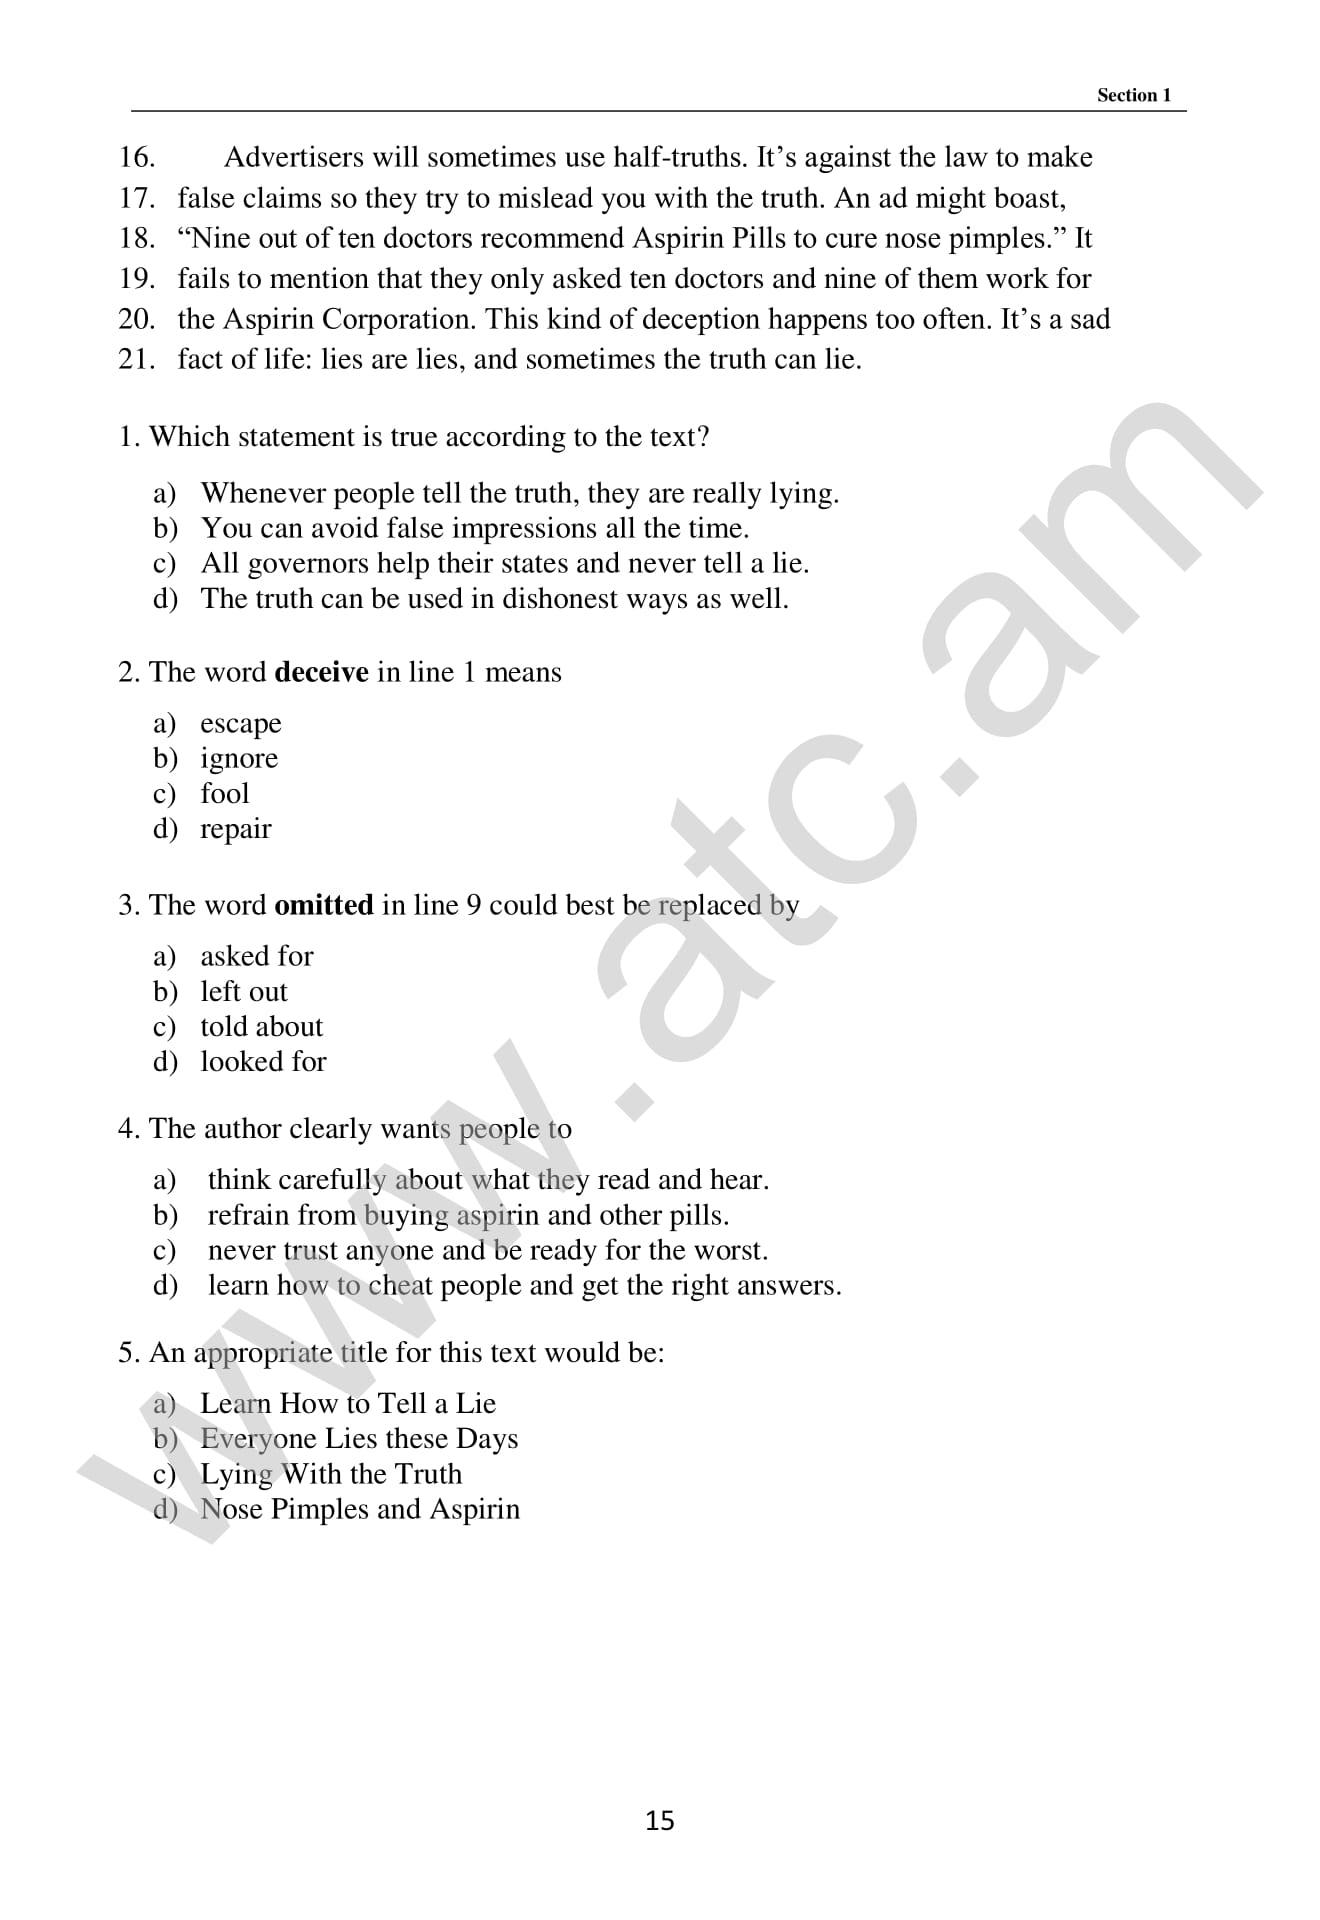 Section 1
16. Advertisers will sometimes use half-truths. It’s against the law to make
17. false claims so they try to mislead you with the truth. An ad might boast,
18. “Nine out of ten doctors recommend Aspirin Pills to cure nose pimples.” It
19. fails to mention that they only asked ten doctors and nine of them work for
20. the Aspirin Corporation. This kind of deception happens too often. It’s a sad
21. fact of life: lies are lies, and sometimes the truth can lie.
1. Which statement is true according to the text?
a) Whenever people tell the truth, they are really lying.
b) You can avoid false impressions all the time.
c) All governors help their states and never tell a lie.
d) The truth can be used in dishonest ways as well.
2. The word deceive in line 1 means
a) escape
b) ignore
c) fool
d) repair
3. The word omitted in line 9 could best be replaced by
a) asked for
b) left out
c) told about
d) looked for
4. The author clearly wants people to
a) think carefully about what they read and hear.
b) refrain from buying aspirin and other pills.
c) never trust anyone and be ready for the worst.
d) learn how to cheat people and get the right answers.
5. An appropriate title for this text would be:
a) Learn How to Tell a Lie
b) Everyone Lies these Days
c) Lying With the Truth
d) Nose Pimples and Aspirin
15
www.atc.am